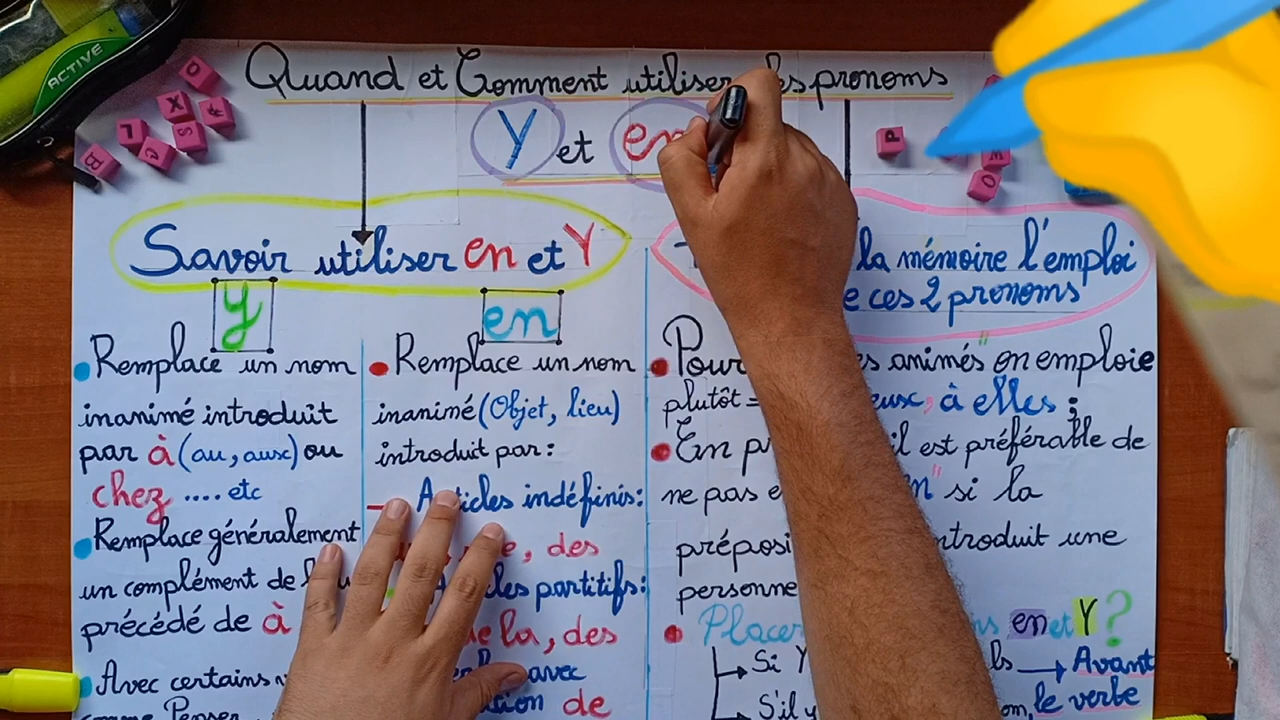 ACTIVE
Quand et Comment utiliser les pronoms
Y et en
Savoir utiliser en et Y
la mémoire l'emploi
ces 2 pronoms
y
Remplace un nom
inanimé introduit
par à (au, aux) ou
chez .... etc
Remplace généralement
un complément de
précédé de à
Avec certains
comme Penser
en
Remplace un nom
inanimé (Objet, lieu)
introduit par:
- Articles indéfinis:
, des
partitifs:
la, des
avec
de
Pour animés on emploie
plutôt = eux, à elles ;
En il est préférable de
ne pas " si la
introduit une
personne
Placer en et Y ?
Si Y → Avant
S'il y le verbe